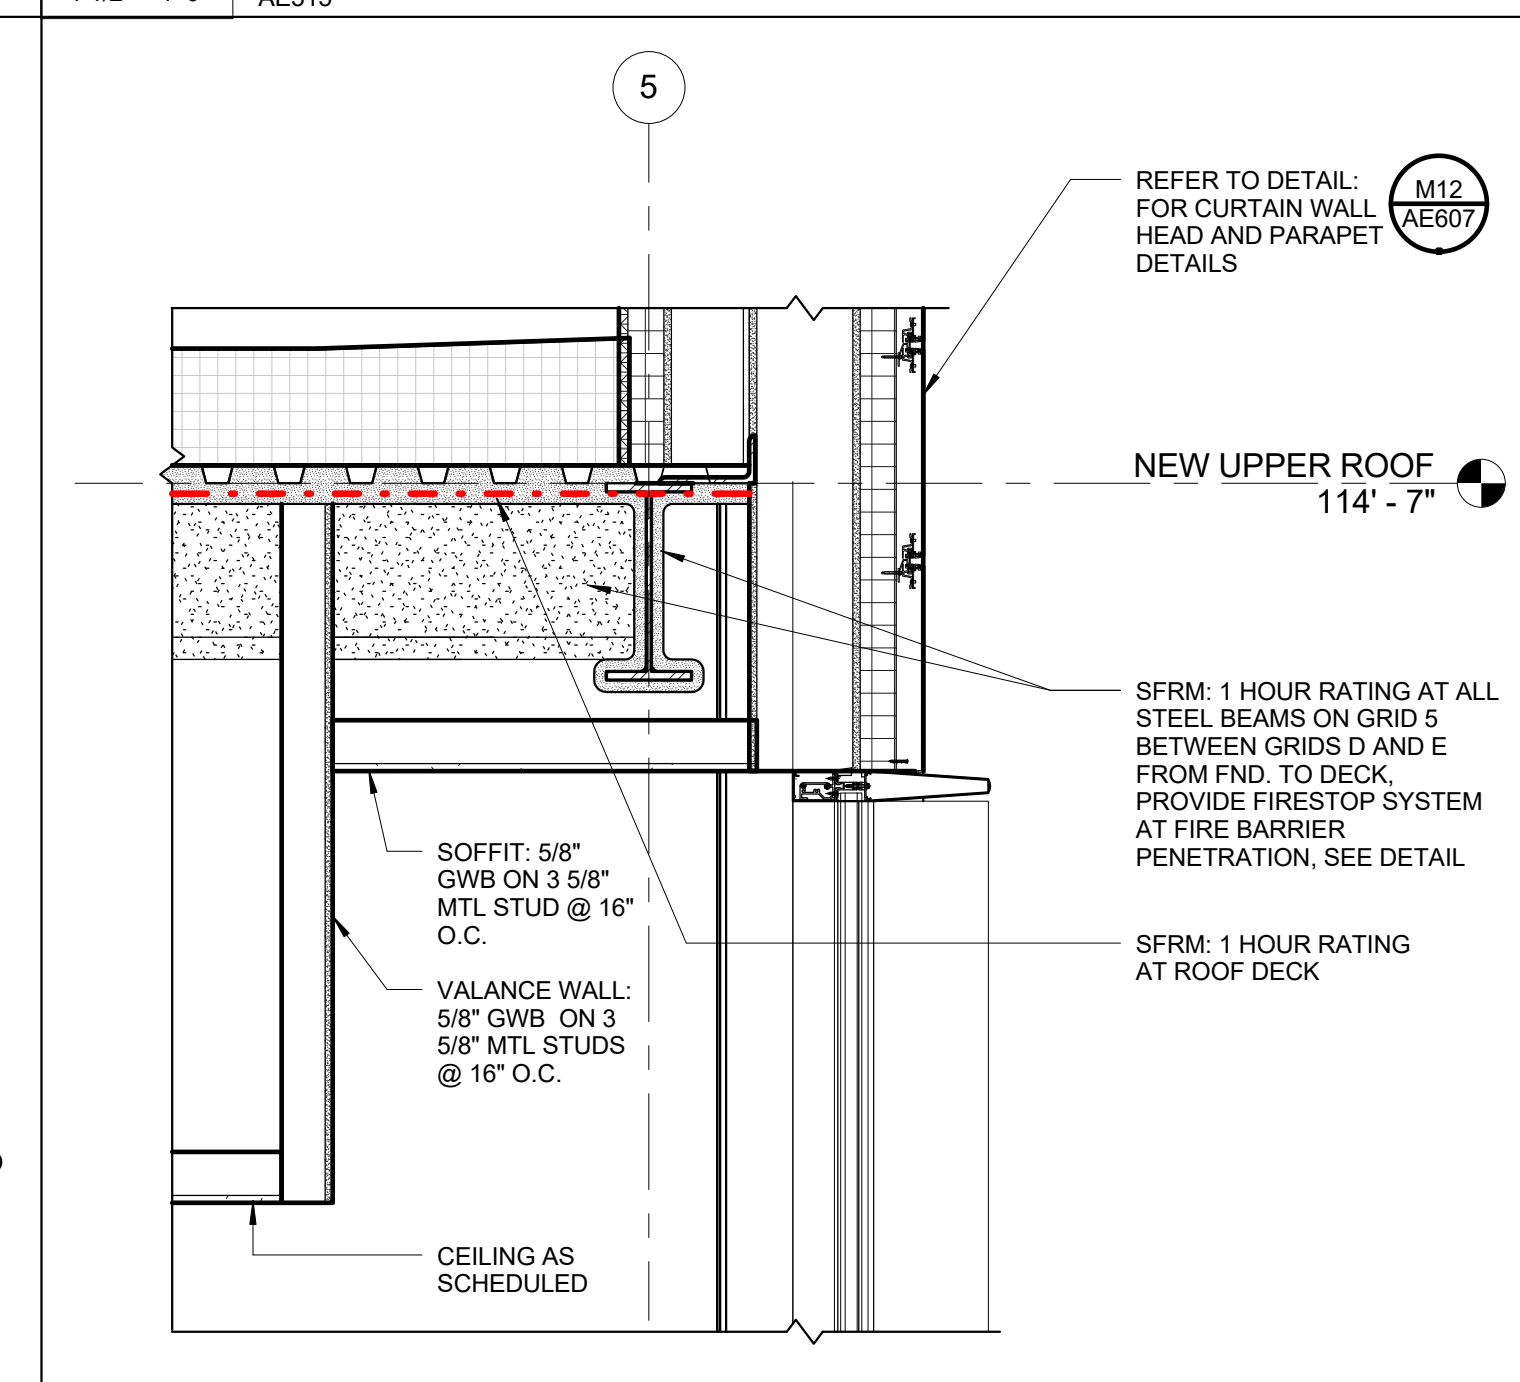 AE515
5
REFER TO DETAIL:
FOR CURTAIN WALL
HEAD AND PARAPET
DETAILS
M12
AE607
NEW UPPER ROOF
114' - 7"
SFRM: 1 HOUR RATING AT ALL
STEEL BEAMS ON GRID 5
BETWEEN GRIDS D AND E
FROM FND. TO DECK,
PROVIDE FIRESTOP SYSTEM
AT FIRE BARRIER
PENETRATION, SEE DETAIL
SOFFIT: 5/8"
GWB ON 3 5/8"
MTL STUD @ 16"
O.C.
SFRM: 1 HOUR RATING
AT ROOF DECK
VALANCE WALL:
5/8" GWB ON 3
5/8" MTL STUDS
@ 16" O.C.
CEILING AS
SCHEDULED